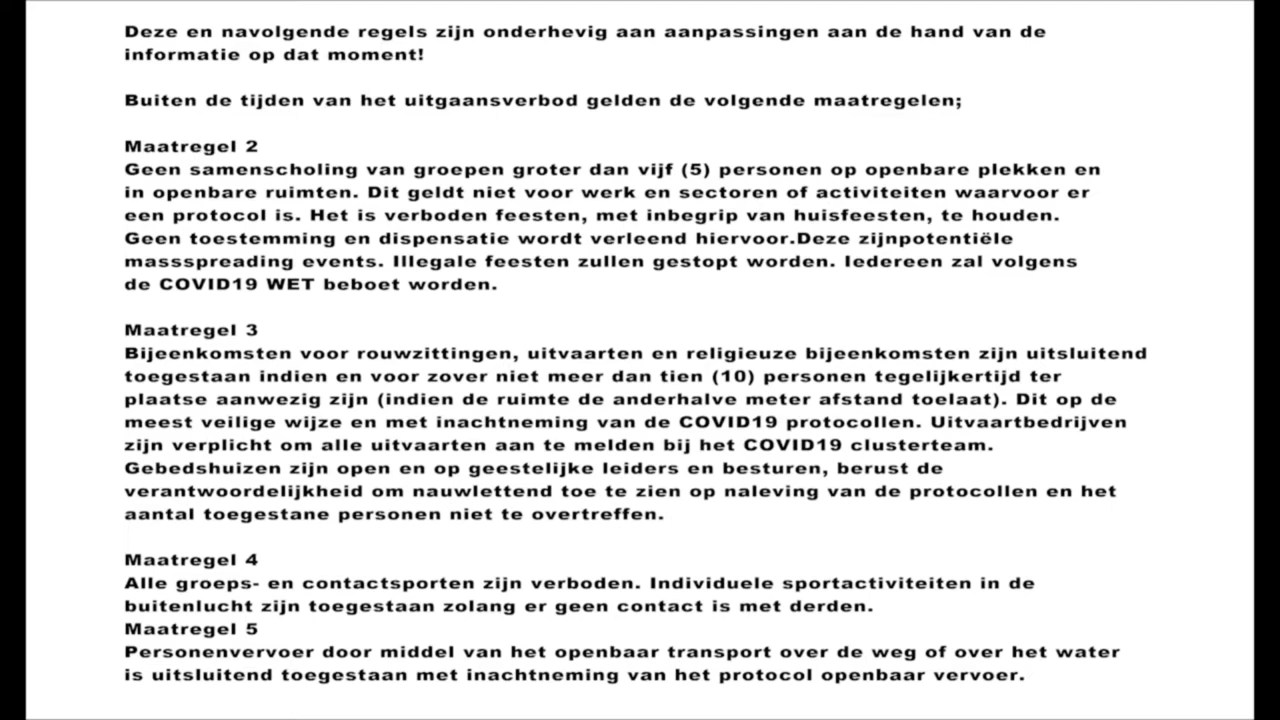 Deze en navolgende regels zijn onderhevig aan aanpassingen aan de hand van de
informatie op dat moment!
Buiten de tijden van het uitgaansverbod gelden de volgende maatregelen;
Maatregel 2
Geen samenscholing van groepen groter dan vijf (5) personen op openbare plekken en
in openbare ruimten. Dit geldt niet voor werk en sectoren of activiteiten waarvoor er
een protocol is. Het is verboden feesten, met inbegrip van huisfeesten, te houden.
Geen toestemming en dispensatie wordt verleend hiervoor.Deze zijnpotentiële
massspreading events. Illegale feesten zullen gestopt worden. Iedereen zal volgens
de COVID19 WET beboet worden.
Maatregel 3
Bijeenkomsten voor rouwzittingen, uitvaarten en religieuze bijeenkomsten zijn uitsluitend
toegestaan indien en voor zover niet meer dan tien (10) personen tegelijkertijd ter
plaatse aanwezig zijn (indien de ruimte de anderhalve meter afstand toelaat). Dit op de
meest veilige wijze en met inachtneming van de COVID19 protocollen. Uitvaartbedrijven
zijn verplicht om alle uitvaarten aan te melden bij het COVID19 clusterteam.
Gebedshuizen zijn open en op geestelijke leiders en besturen, berust de
verantwoordelijkheid om nauwlettend toe te zien op naleving van de protocollen en het
aantal toegestane personen niet te overtreffen.
Maatregel 4
Alle groeps- en contactsporten zijn verboden. Individuele sportactiviteiten in de
buitenlucht zijn toegestaan zolang er geen contact is met derden.
Maatregel 5
Personenvervoer door middel van het openbaar transport over de weg of over het water
is uitsluitend toegestaan met inachtneming van het protocol openbaar vervoer.